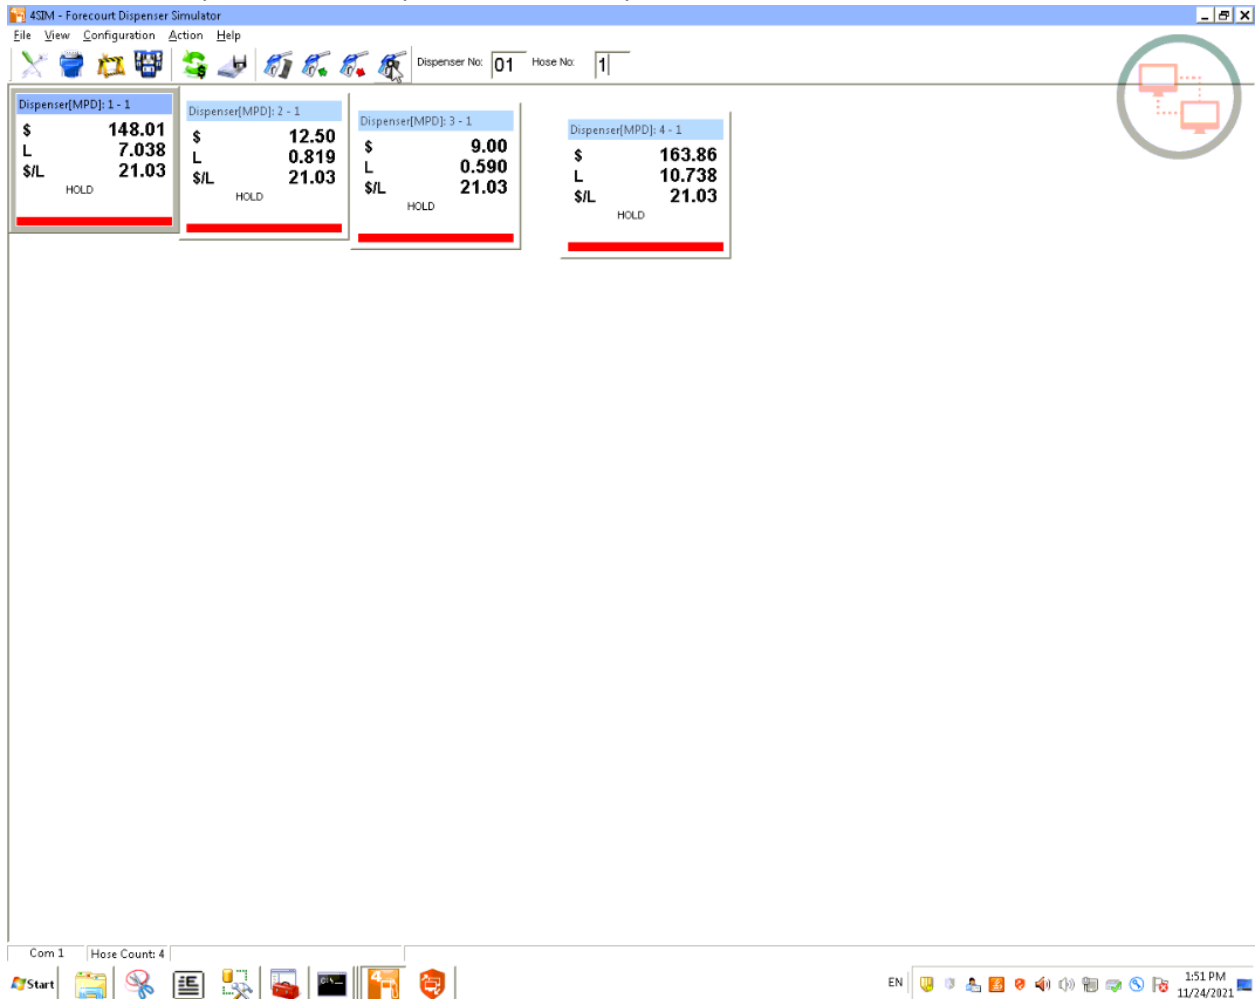 4SIM - Forecourt Dispenser Simulator
File View Configuration Action Help
Dispenser No: 01 Hose No: 1
Dispenser[MPD]: 1 - 1
$ 148.01
L 7.038
$/L 21.03
HOLD
Dispenser[MPD]: 2 - 1
$ 12.50
L 0.819
$/L 21.03
HOLD
Dispenser[MPD]: 3 - 1
$ 9.00
L 0.590
$/L 21.03
HOLD
Dispenser[MPD]: 4 - 1
$ 163.86
L 10.738
$/L 21.03
HOLD
Com 1 Hose Count: 4
Start
EN
1:51 PM
11/24/2021